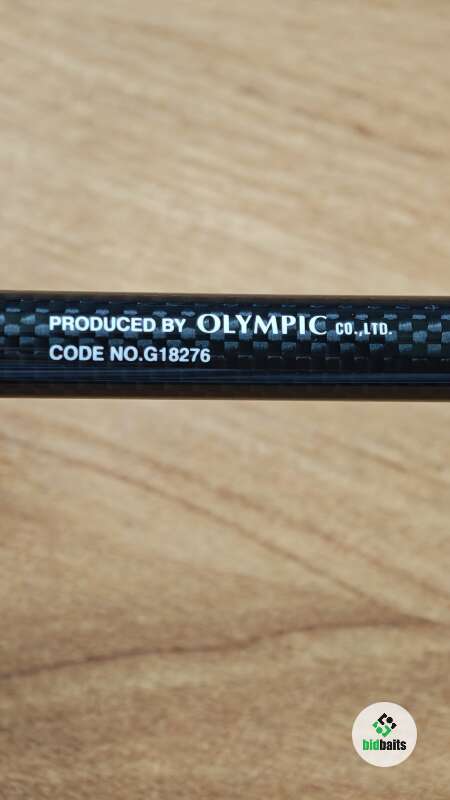 PRODUCED BY OLYMPIC CO.,LTD.
CODE NO.G18276
bidbaits